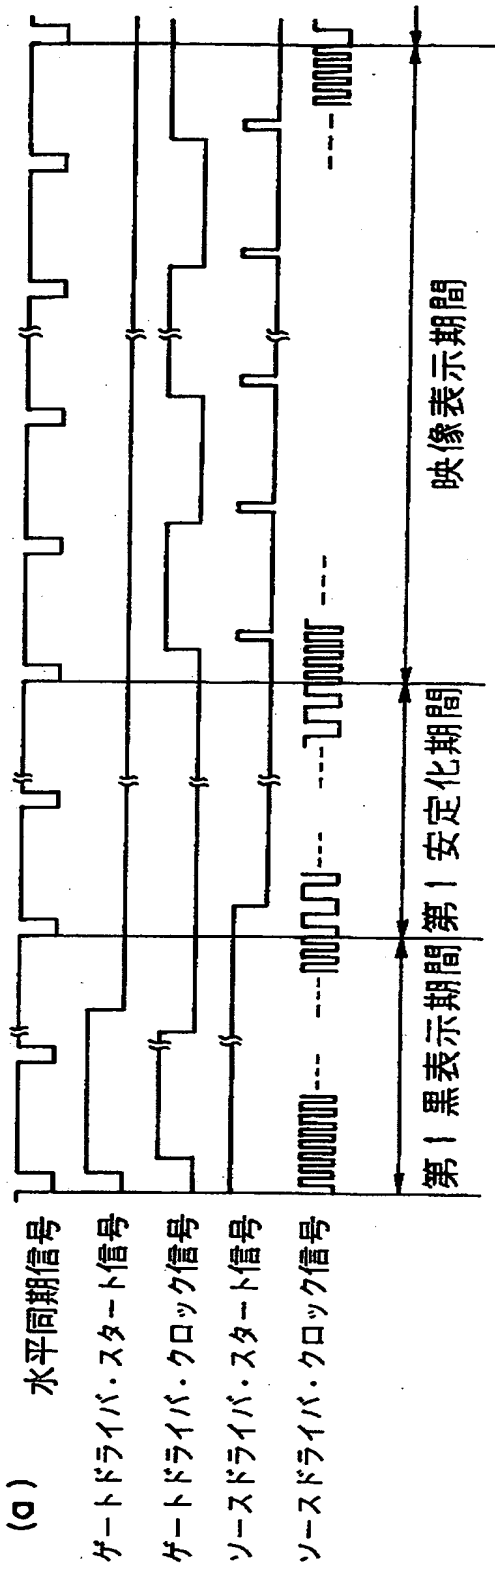 (a)
水平同期信号
ゲートドライバ・スタート信号
ゲートドライバ・クロック信号
ソースドライバ・スタート信号
ソースドライバ・クロック信号
第1黒表示期間
第1安定化期間
映像表示期間